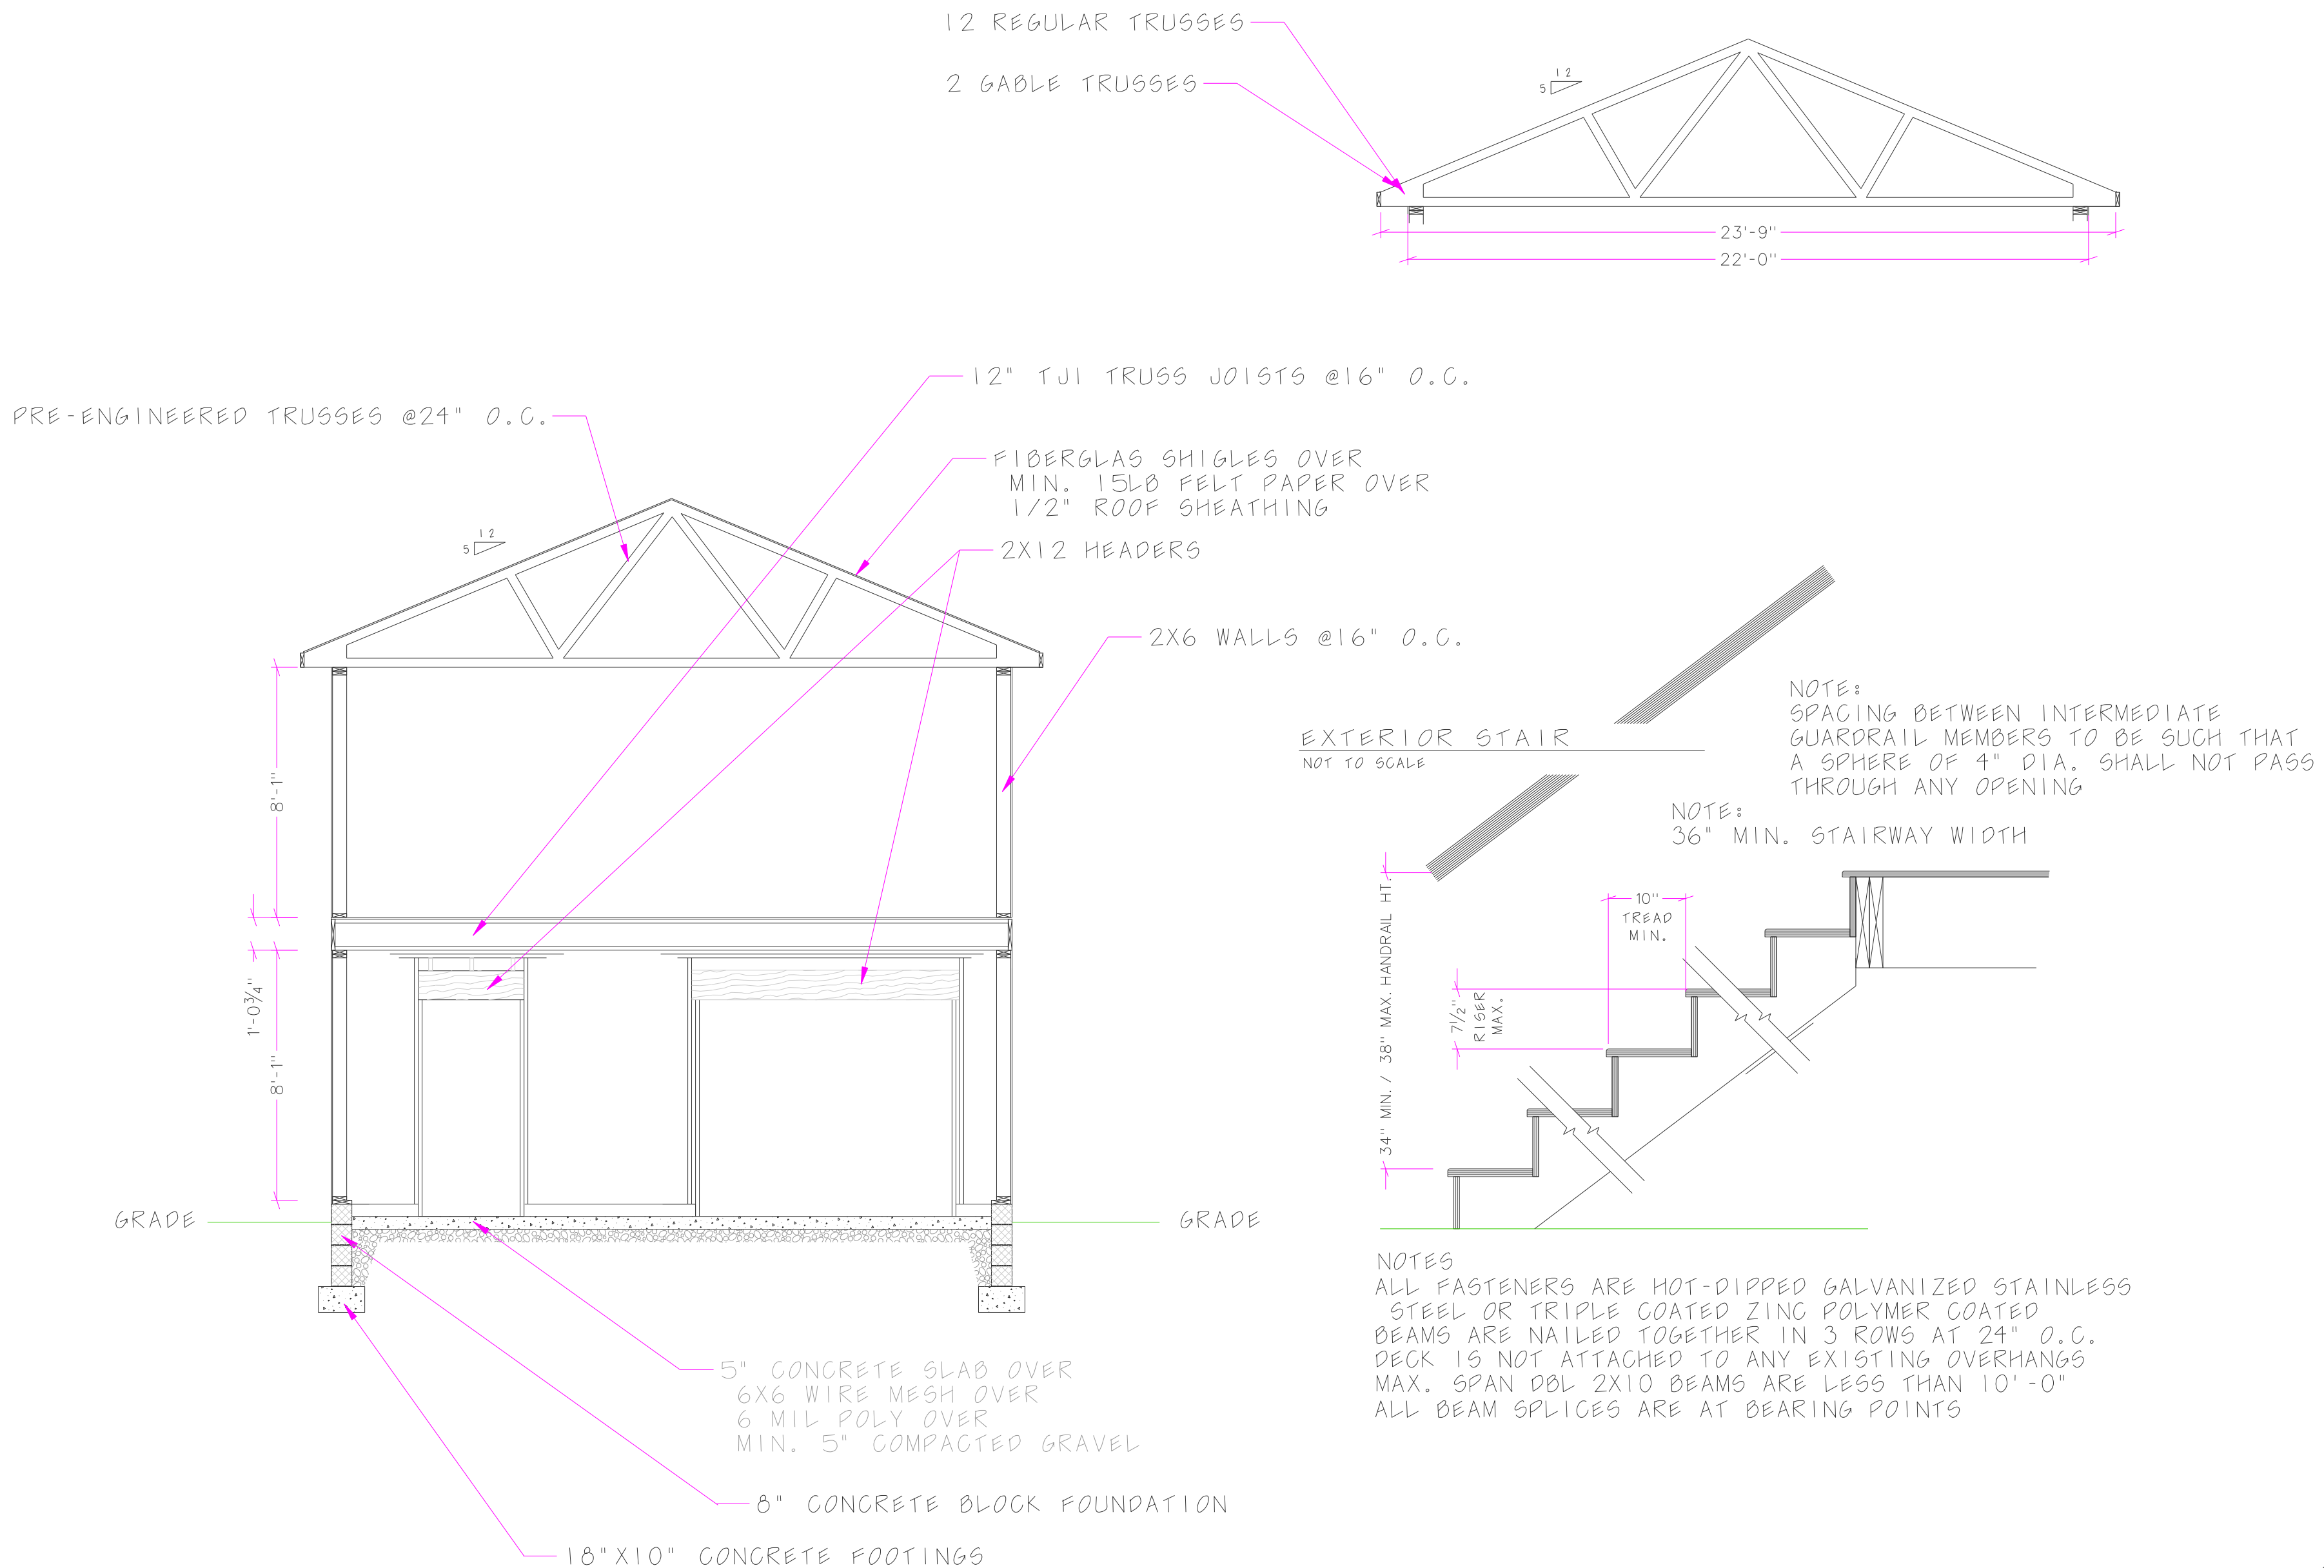 12 REGULAR TRUSSES
2 GABLE TRUSSES
12
5
23'-9"
22'-0"
12" TJI TRUSS JOISTS @16" O.C.
PRE-ENGINEERED TRUSSES @24" O.C.
FIBERGLAS SHIGLES OVER
MIN. 15LB FELT PAPER OVER
1/2" ROOF SHEATHING
12
5
2X12 HEADERS
2X6 WALLS @16" O.C.
8'-1"
1'-0¾"
8'-1"
GRADE
GRADE
5" CONCRETE SLAB OVER
6X6 WIRE MESH OVER
6 MIL POLY OVER
MIN. 5" COMPACTED GRAVEL
8" CONCRETE BLOCK FOUNDATION
18"X10" CONCRETE FOOTINGS
EXTERIOR STAIR
NOT TO SCALE
NOTE:
SPACING BETWEEN INTERMEDIATE
GUARDRAIL MEMBERS TO BE SUCH THAT
A SPHERE OF 4" DIA. SHALL NOT PASS
THROUGH ANY OPENING
NOTE:
36" MIN. STAIRWAY WIDTH
34" MIN. / 38" MAX. HANDRAIL HT.
10"
TREAD
MIN.
7½"
RISER
MAX.
NOTES
ALL FASTENERS ARE HOT-DIPPED GALVANIZED STAINLESS
STEEL OR TRIPLE COATED ZINC POLYMER COATED
BEAMS ARE NAILED TOGETHER IN 3 ROWS AT 24" O.C.
DECK IS NOT ATTACHED TO ANY EXISTING OVERHANGS
MAX. SPAN DBL 2X10 BEAMS ARE LESS THAN 10'-0"
ALL BEAM SPLICES ARE AT BEARING POINTS